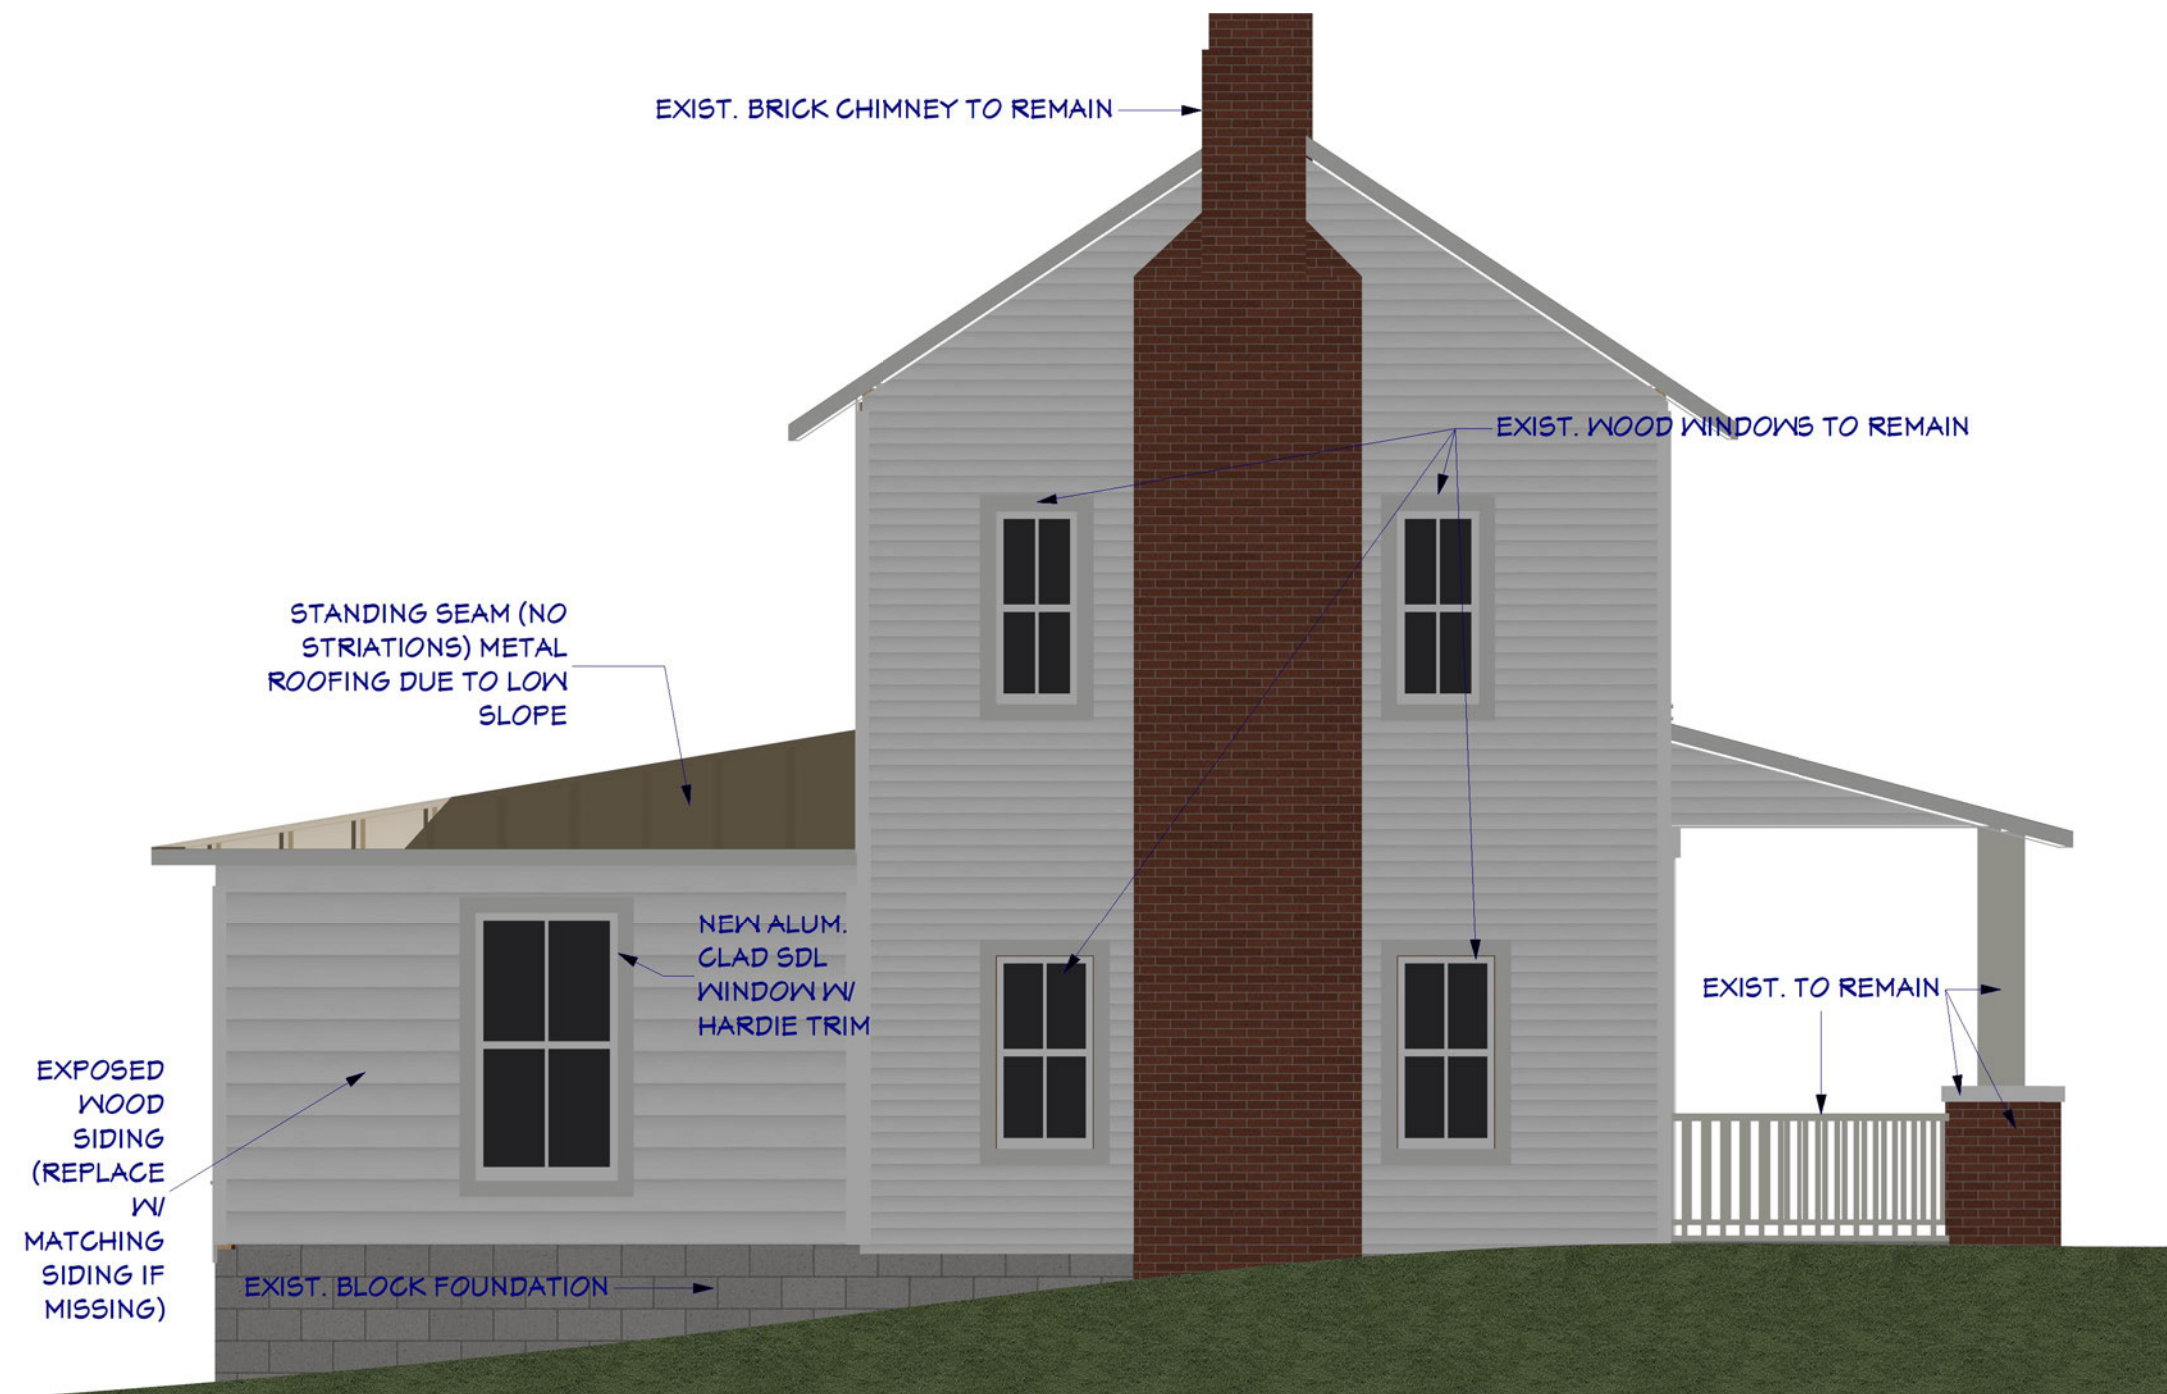 EXIST. BRICK CHIMNEY TO REMAIN
EXIST. WOOD WINDOWS TO REMAIN
STANDING SEAM (NO
STRIATIONS) METAL
ROOFING DUE TO LOW
SLOPE
NEW ALUM.
CLAD SDL
WINDOW W/
HARDIE TRIM
EXIST. TO REMAIN
EXPOSED
WOOD
SIDING
(REPLACE
W/
MATCHING
SIDING IF
MISSING)
EXIST. BLOCK FOUNDATION